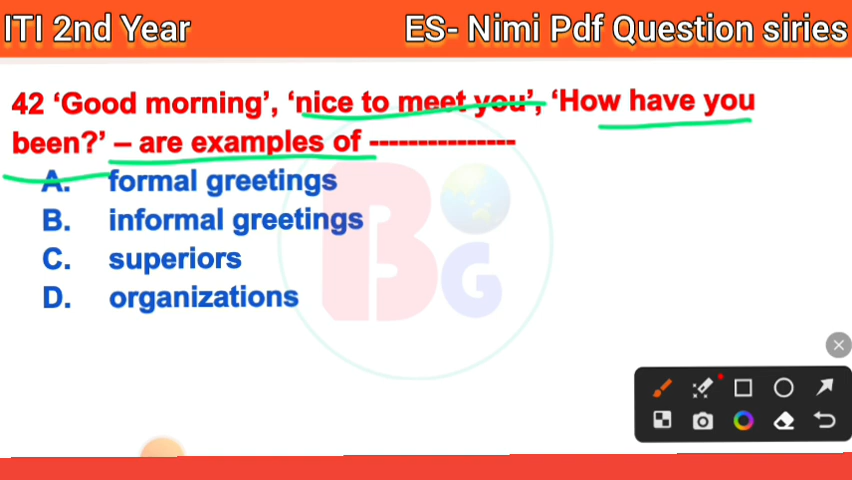 ITI 2nd Year
ES- Nimi Pdf Question siries
42 ‘Good morning’, ‘nice to meet you’, ‘How have you
been?’ – are examples of ---------------
A. formal greetings
B. informal greetings
C. superiors
D. organizations
BG